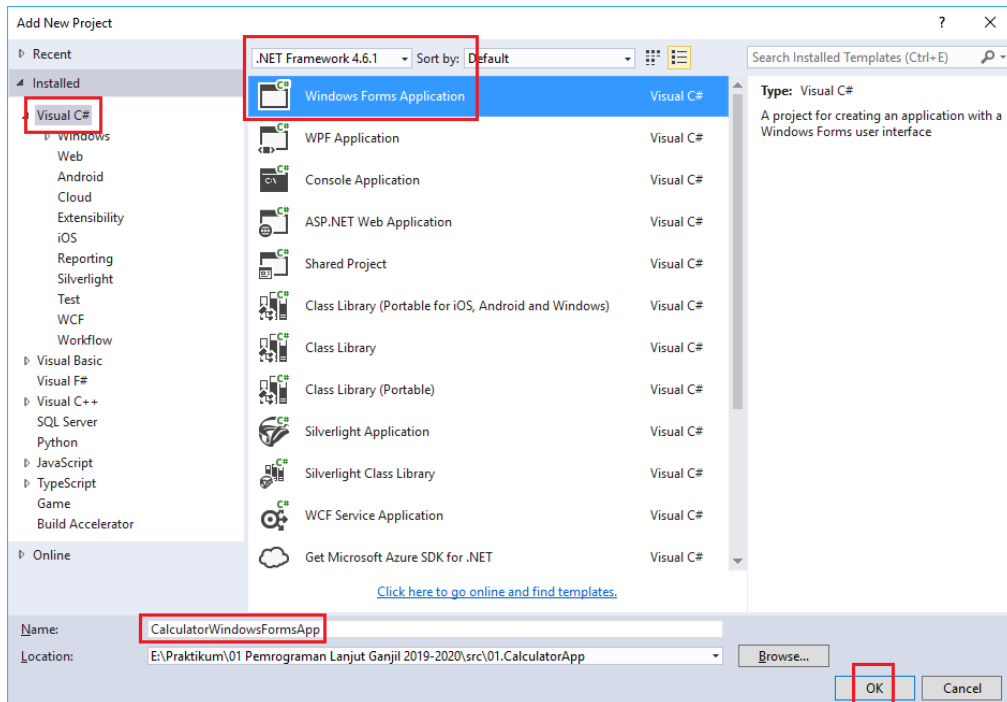 Add New Project
? ×
Recent
Installed
Visual C#
Windows
Web
Android
Cloud
Extensibility
iOS
Reporting
Silverlight
Test
WCF
Workflow
Visual Basic
Visual F#
Visual C++
SQL Server
Python
JavaScript
TypeScript
Game
Build Accelerator
Online
.NET Framework 4.6.1 Sort by: Default
Windows Forms Application Visual C#
WPF Application Visual C#
Console Application Visual C#
ASP.NET Web Application Visual C#
Shared Project Visual C#
Class Library (Portable for iOS, Android and Windows) Visual C#
Class Library Visual C#
Class Library (Portable) Visual C#
Silverlight Application Visual C#
Silverlight Class Library Visual C#
WCF Service Application Visual C#
Get Microsoft Azure SDK for .NET Visual C#
Click here to go online and find templates.
Search Installed Templates (Ctrl+E)
Type: Visual C#
A project for creating an application with a
Windows Forms user interface
Name: CalculatorWindowsFormsApp
Location: E:\Praktikum\01 Pemrograman Lanjut Ganjil 2019-2020\src\01.CalculatorApp Browse...
OK Cancel